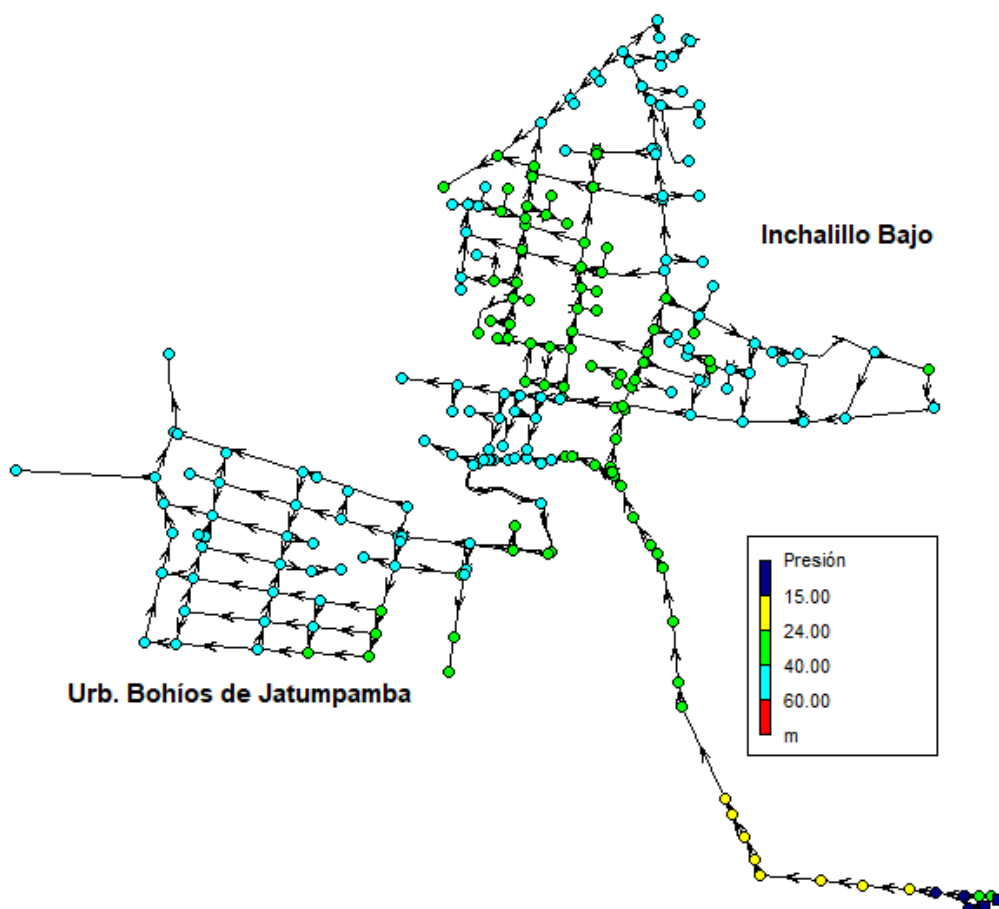 Inchalillo Bajo
Presión
15.00
24.00
40.00
60.00
m
Urb. Bohíos de Jatumpamba